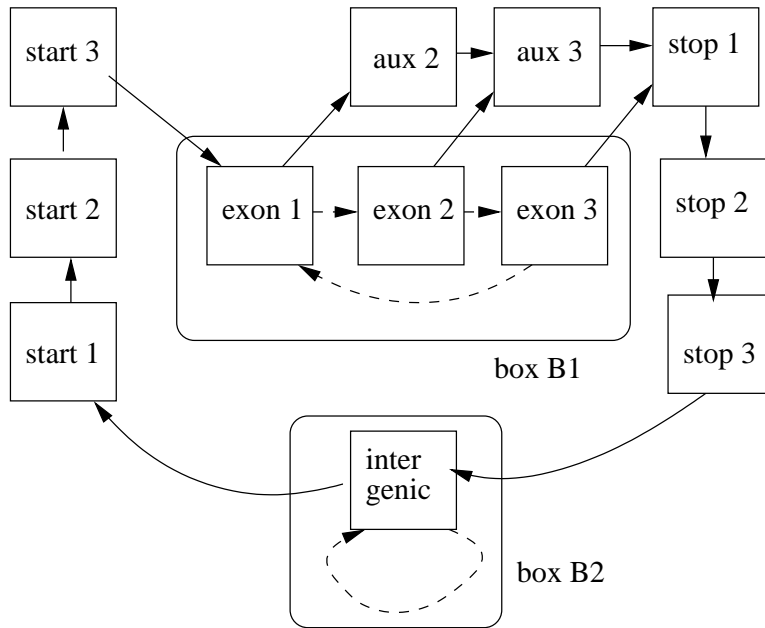 start 3
aux 2
aux 3
stop 1
start 2
exon 1
exon 2
exon 3
stop 2
start 1
stop 3
box B1
inter
genic
box B2